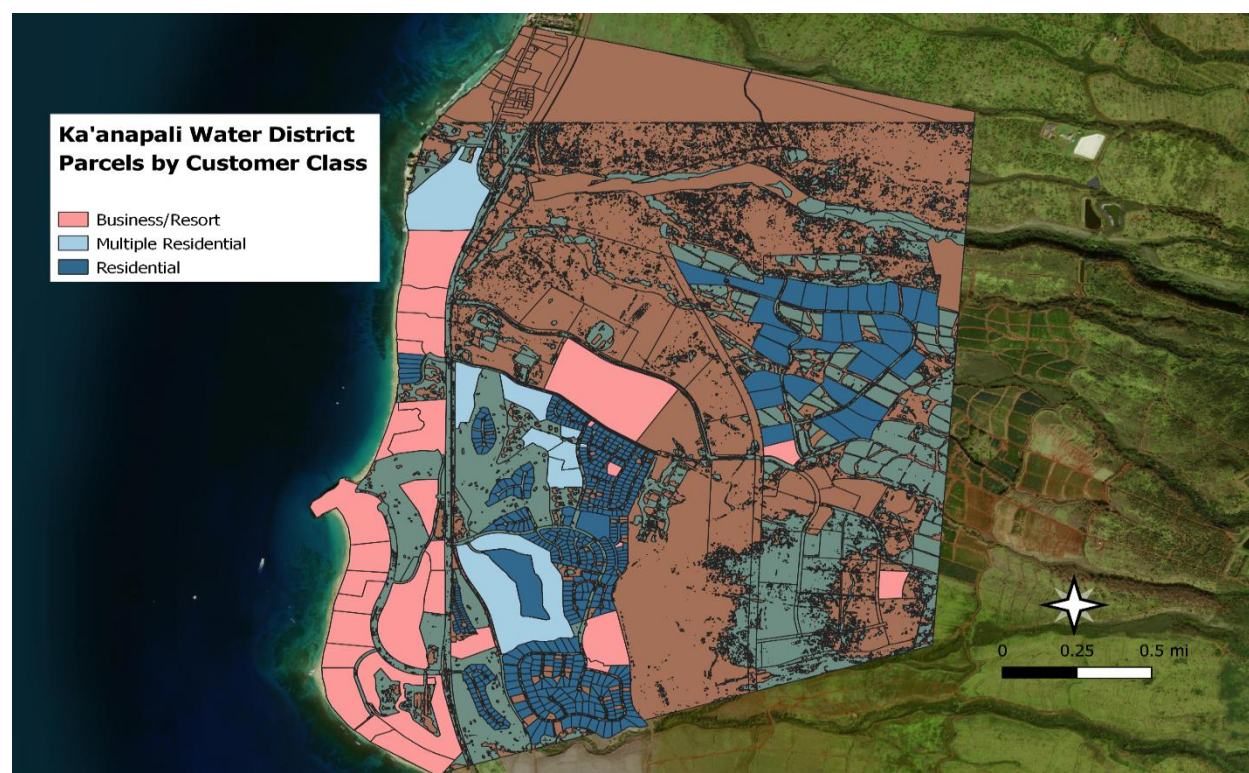 Ka'anapali Water District
Parcels by Customer Class
Business/Resort
Multiple Residential
Residential
0 0.25 0.5 mi